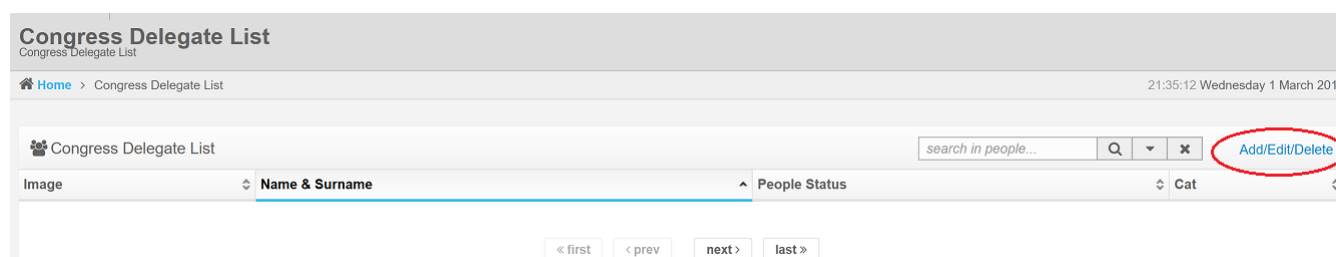 Congress Delegate List
Congress Delegate List
Home > Congress Delegate List 21:35:12 Wednesday 1 March 201
Congress Delegate List search in people... Add/Edit/Delete
Image Name & Surname People Status Cat
« first ‹ prev next › last »